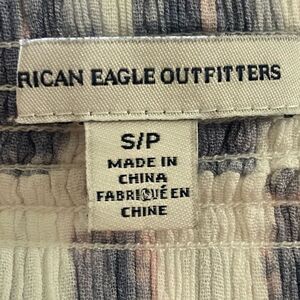 RICAN EAGLE OUTFITTERS
S/P
MADE IN
CHINA
FABRIQUÉ EN
CHINE